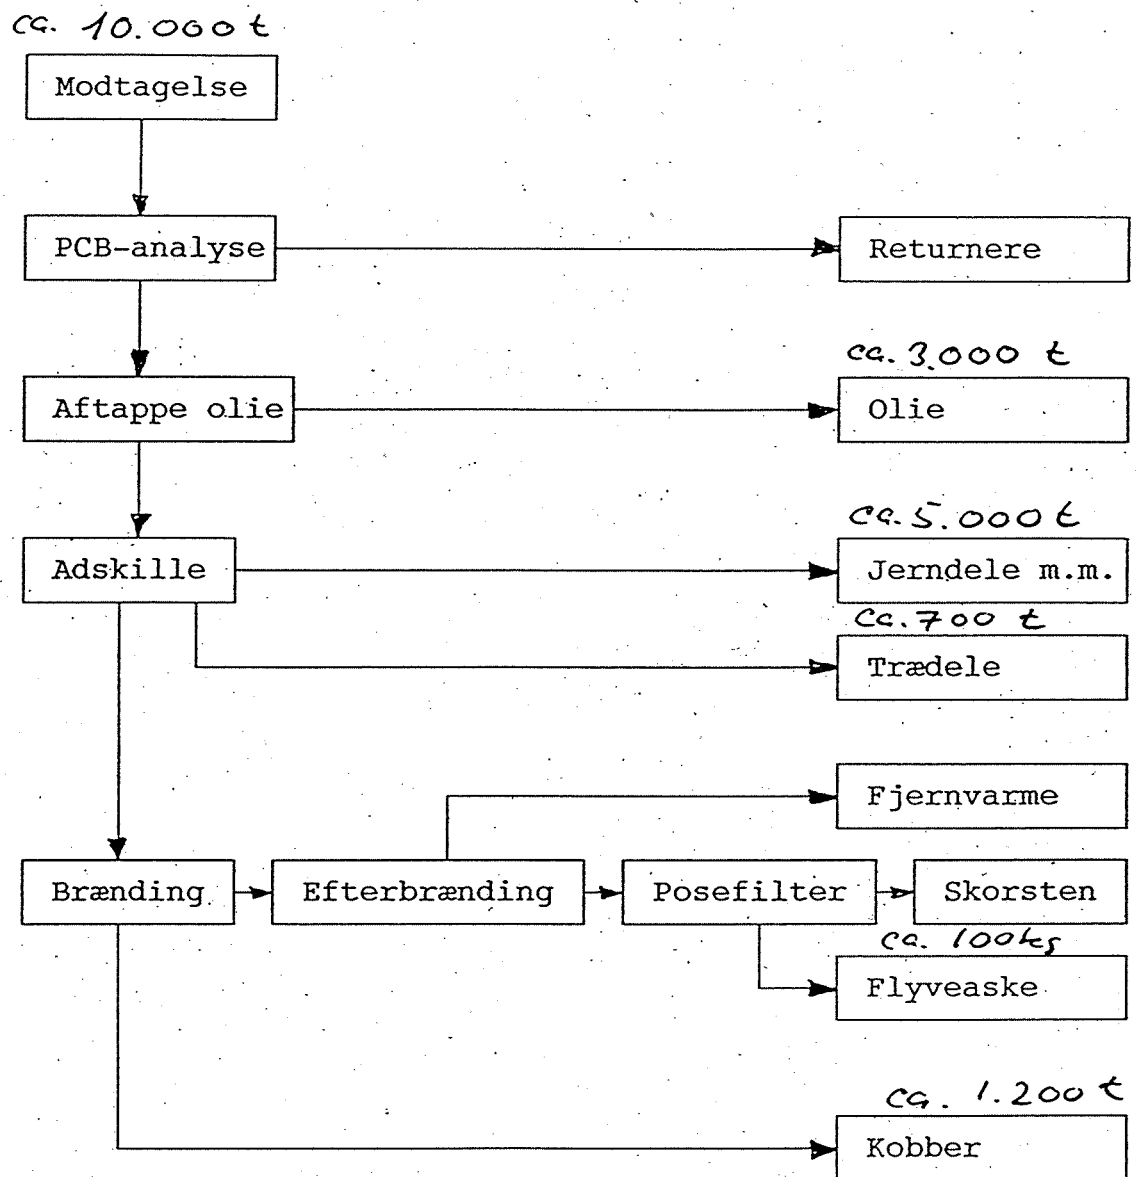 ca. 10.000 t
Modtagelse
PCB-analyse
Returnere
ca. 3.000 t
Aftappe olie
Olie
ca. 5.000 t
Adskille
Jerndele m.m.
ca. 700 t
Trædele
Fjernvarme
Brænding
Efterbrænding
Posefilter
Skorsten
ca. 100 kg
Flyveaske
ca. 1.200 t
Kobber